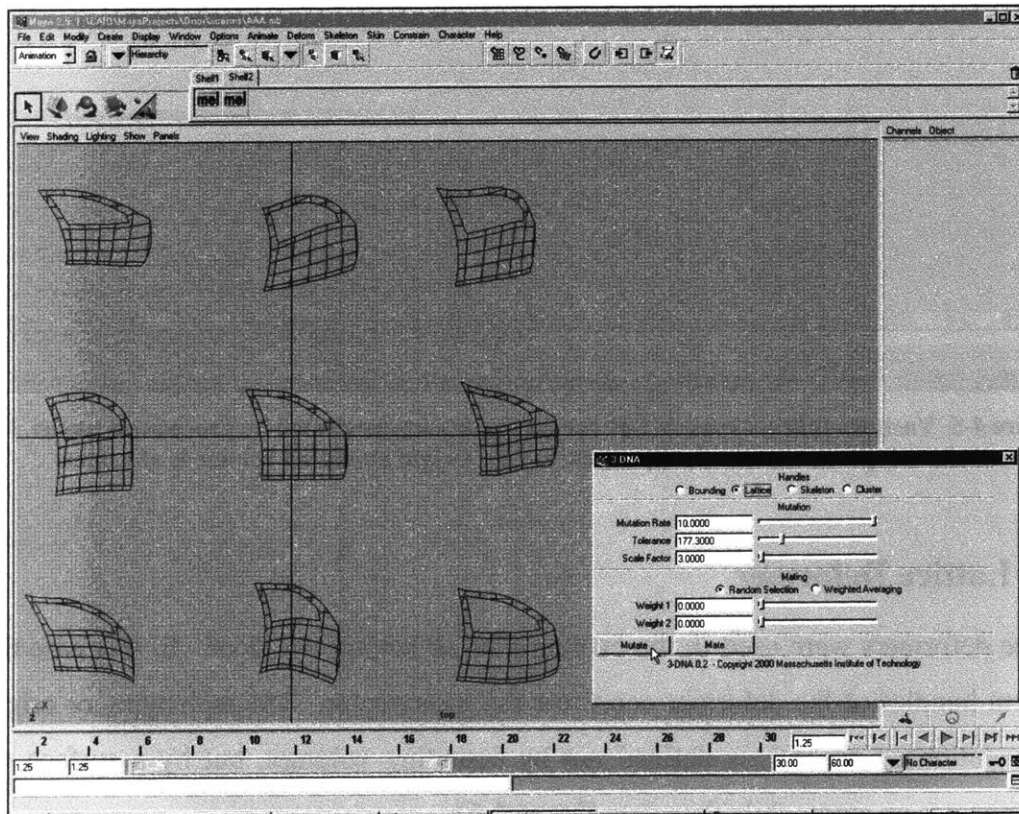 File Edit Modify Create Display Window Options Animate Deform Skeleton Skin Constrain Character Help
Animation Hierarchy
Shelf1 Shelf2
mel mel
View Shading Lighting Show Panels
Channels Object
3-DNA
Handles
Bounding Lattice Skeleton Cluster
Mutation
Mutation Rate 10.0000
Tolerance 177.3000
Scale Factor 3.0000
Mating
Random Selection Weighted Averaging
Weight 1 0.0000
Weight 2 0.0000
Mutate Mate
3-DNA 0.2 - Copyright 2000 Massachusetts Institute of Technology
x
z
top
2 4 6 8 10 12 14 16 18 20 22 24 26 28 30 1.25
1.25 1.25 30.00 60.00 No Character